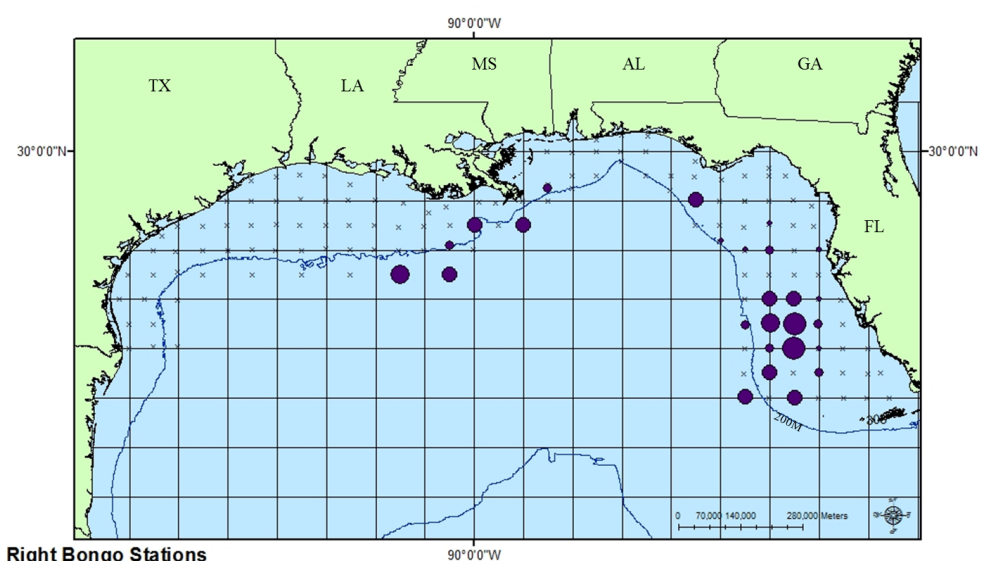 90°0'0"W
TX
LA
MS
AL
GA
30°0'0"N
30°0'0"N
FL
200M
0 70,000 140,000 280,000 Meters
Right Bongo Stations
90°0'0"W